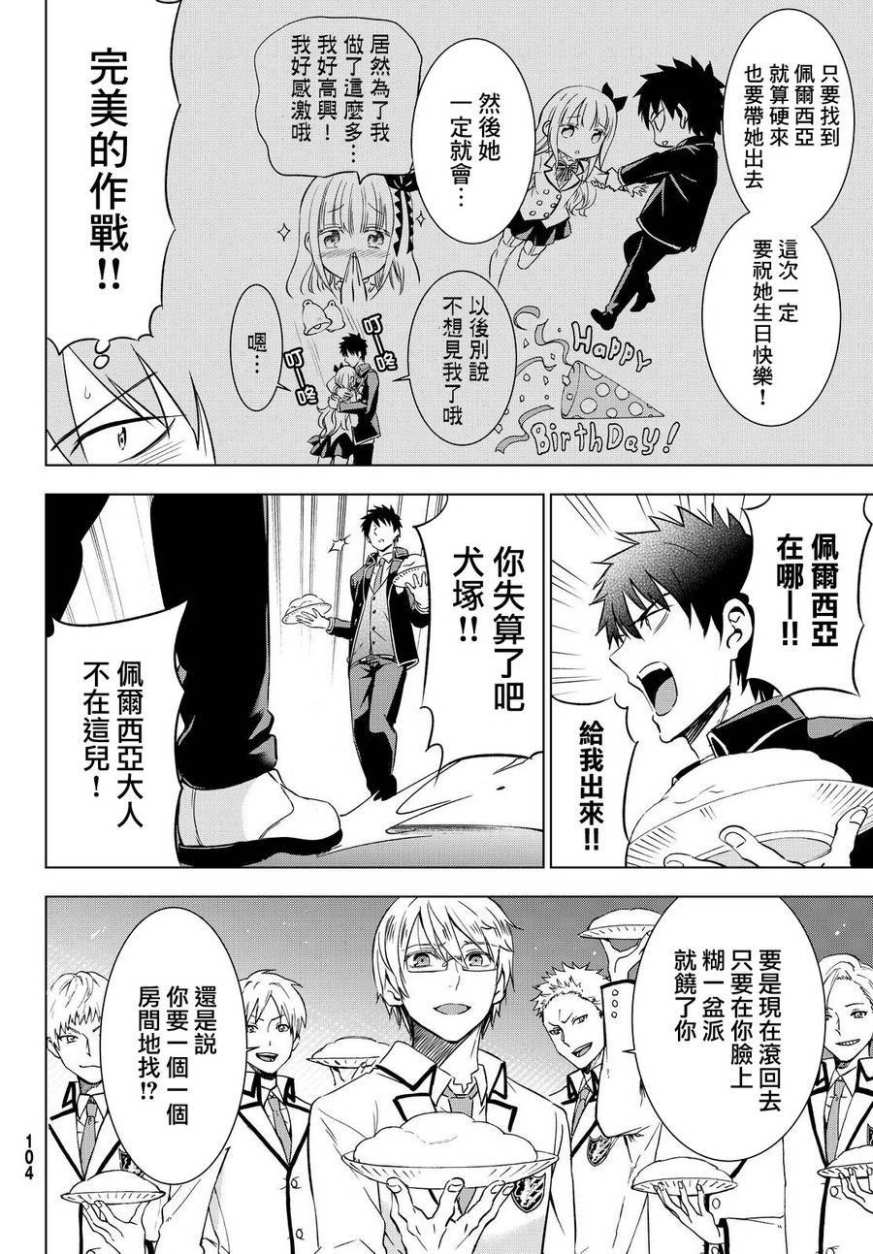 只要找到
佩爾西亞
就算硬來
也要帶她出去
這次一定
要祝她生日快樂！
然後她
一定就會…
居然為了我
做了這麼多…
我好高興！
我好感激哦
Happy
BirthDay!
以後別說
不想見我了哦
叮
咚
叮
咚
嗯…
完美的作戰!!
佩爾西亞
在哪ー!!
給我出來!!
你失算了吧
犬塚!!
佩爾西亞大人
不在這兒！
要是現在滾回去
只要在你臉上
糊一盆派
就饒了你
還是說
你要一個一個
房間地找!?
104